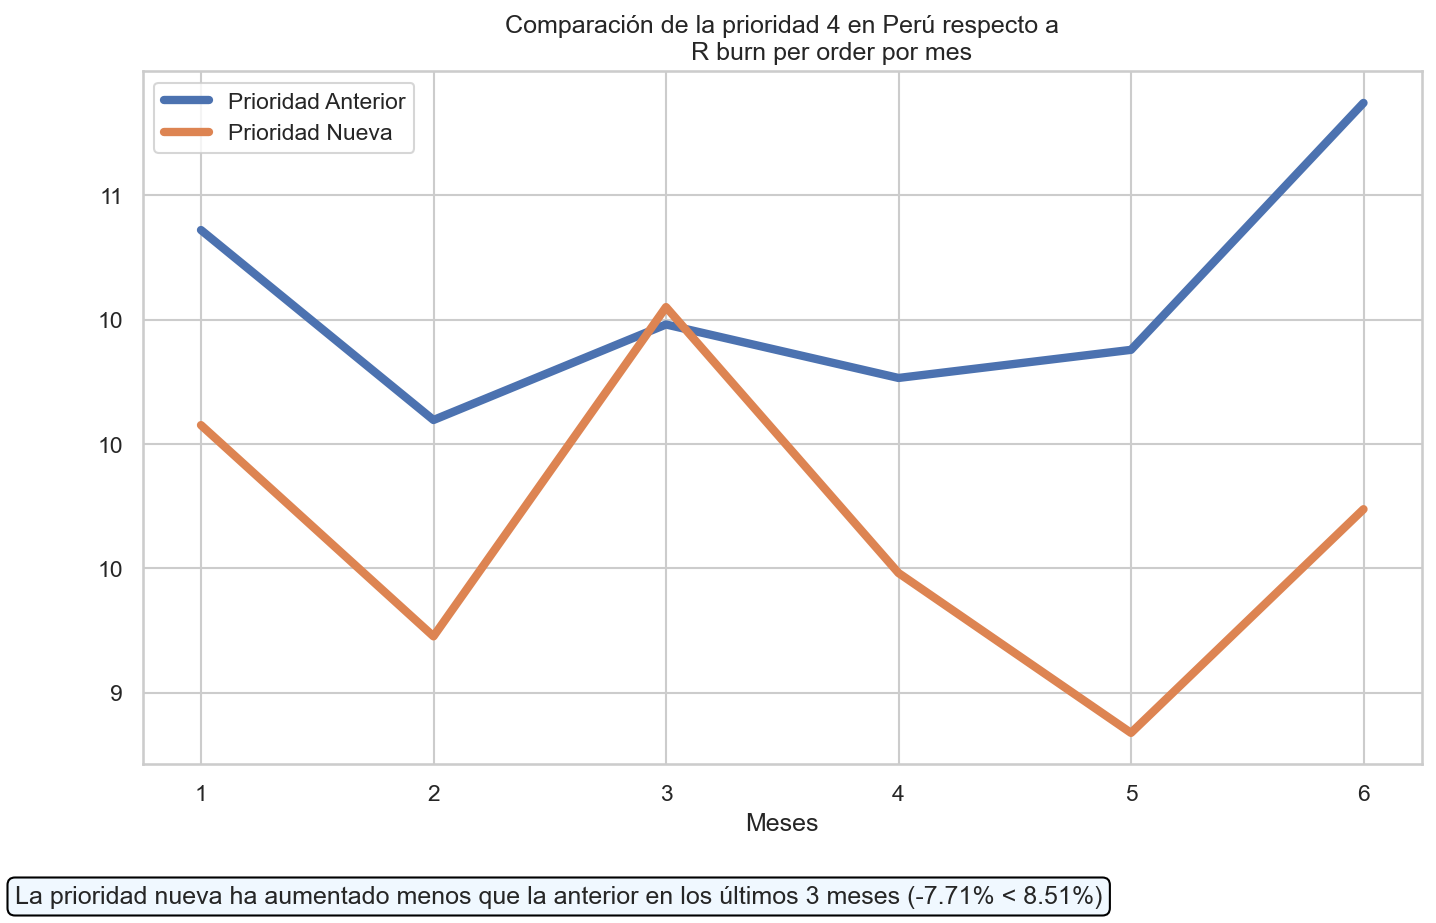 Comparación de la prioridad 4 en Perú respecto a
R burn per order por mes
Prioridad Anterior
Prioridad Nueva
11
10
10
10
9
1 2 3 4 5 6
Meses
La prioridad nueva ha aumentado menos que la anterior en los últimos 3 meses (-7.71% < 8.51%)